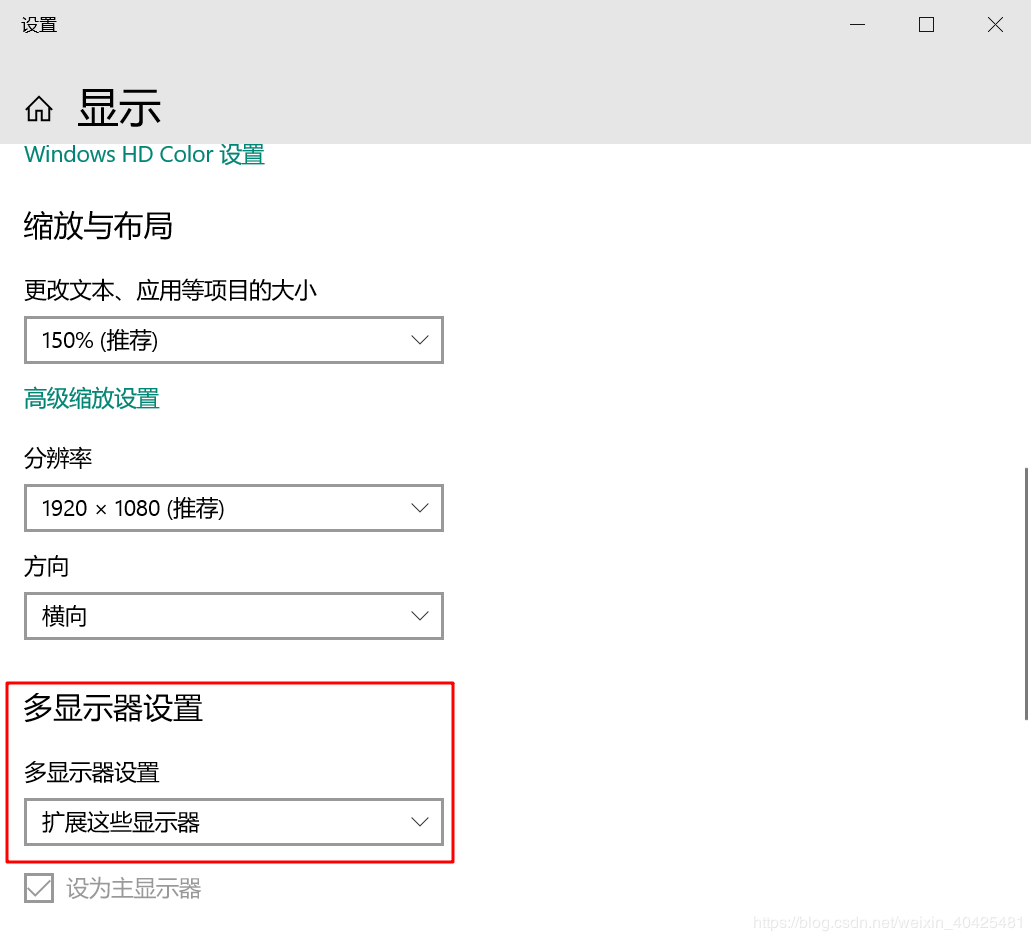 设置
显示
Windows HD Color 设置
缩放与布局
更改文本、应用等项目的大小
150% (推荐)
高级缩放设置
分辨率
1920 × 1080 (推荐)
方向
横向
多显示器设置
多显示器设置
扩展这些显示器
设为主显示器
https://blog.csdn.net/weixin_40425481